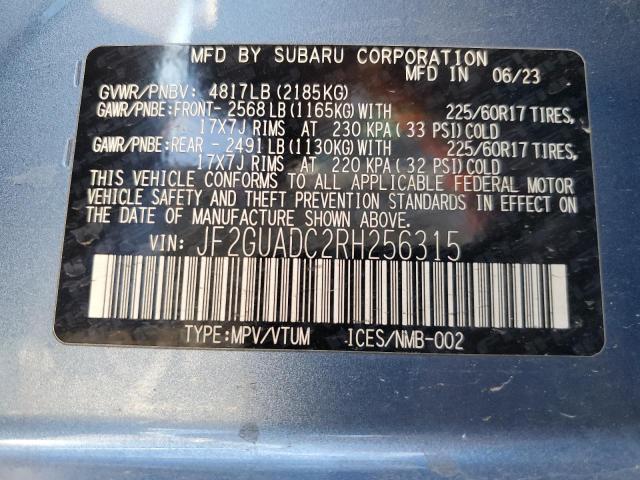 MFD BY SUBARU CORPORATION
MFD IN 06/23
GVWR/PNBV: 4817LB (2185KG)
GAWR/PNBE:FRONT- 2568 LB (1165KG) WITH 225/60R17 TIRES,
17X7J RIMS AT 230 KPA ( 33 PSI) COLD
GAWR/PNBE:REAR - 2491 LB (1130KG) WITH 225/60R17 TIRES,
17X7J RIMS AT 220 KPA ( 32 PSI) COLD
THIS VEHICLE CONFORMS TO ALL APPLICABLE FEDERAL MOTOR
VEHICLE SAFETY AND THEFT PREVENTION STANDARDS IN EFFECT ON
THE DATE OF MANUFACTURE SHOWN ABOVE.
VIN: JF2GUADC2RH256315
TYPE:MPV/VTUM ICES/NMB-002